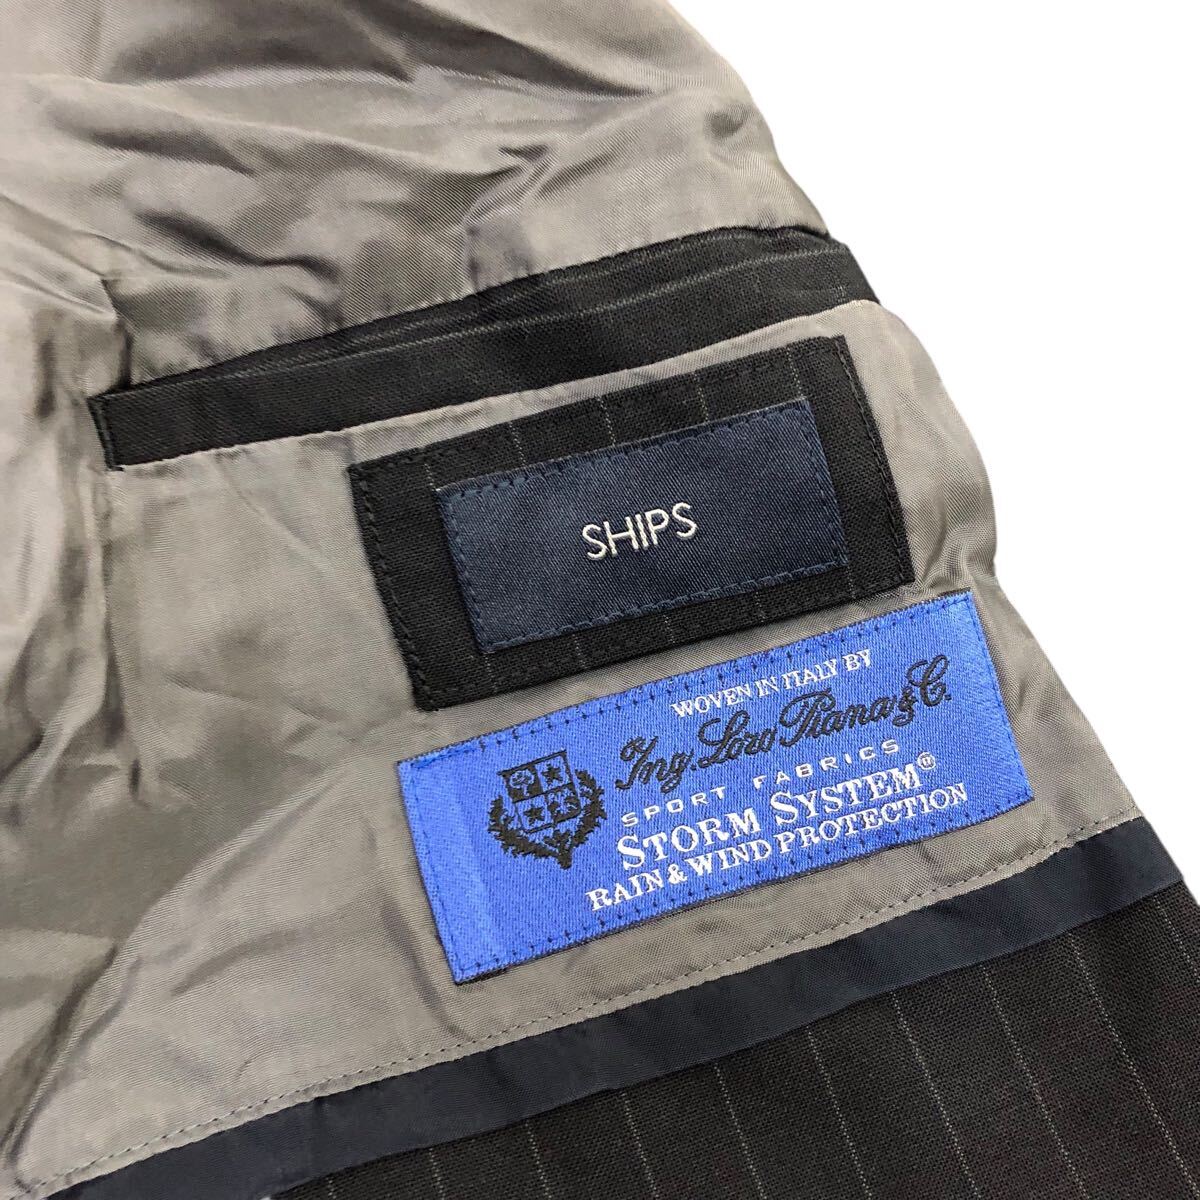 SHIPS
WOVEN IN ITALY BY
Ing. Loro Piana & C.
SPORT FABRICS
STORM SYSTEM®
RAIN & WIND PROTECTION